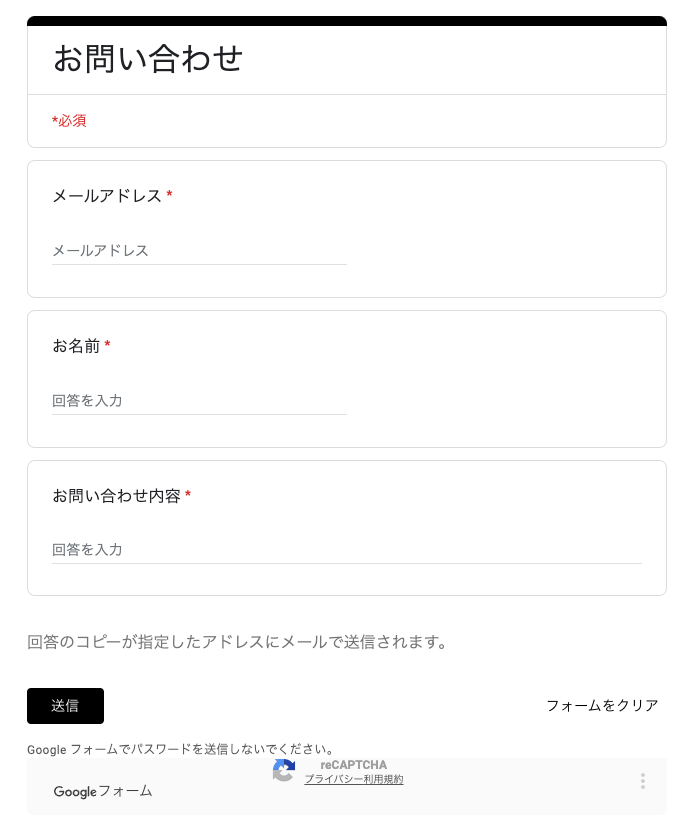 お問い合わせ
*必須
メールアドレス *
メールアドレス
お名前 *
回答を入力
お問い合わせ内容 *
回答を入力
回答のコピーが指定したアドレスにメールで送信されます。
送信
フォームをクリア
Google フォームでパスワードを送信しないでください。
reCAPTCHA
プライバシー利用規約
Google フォーム